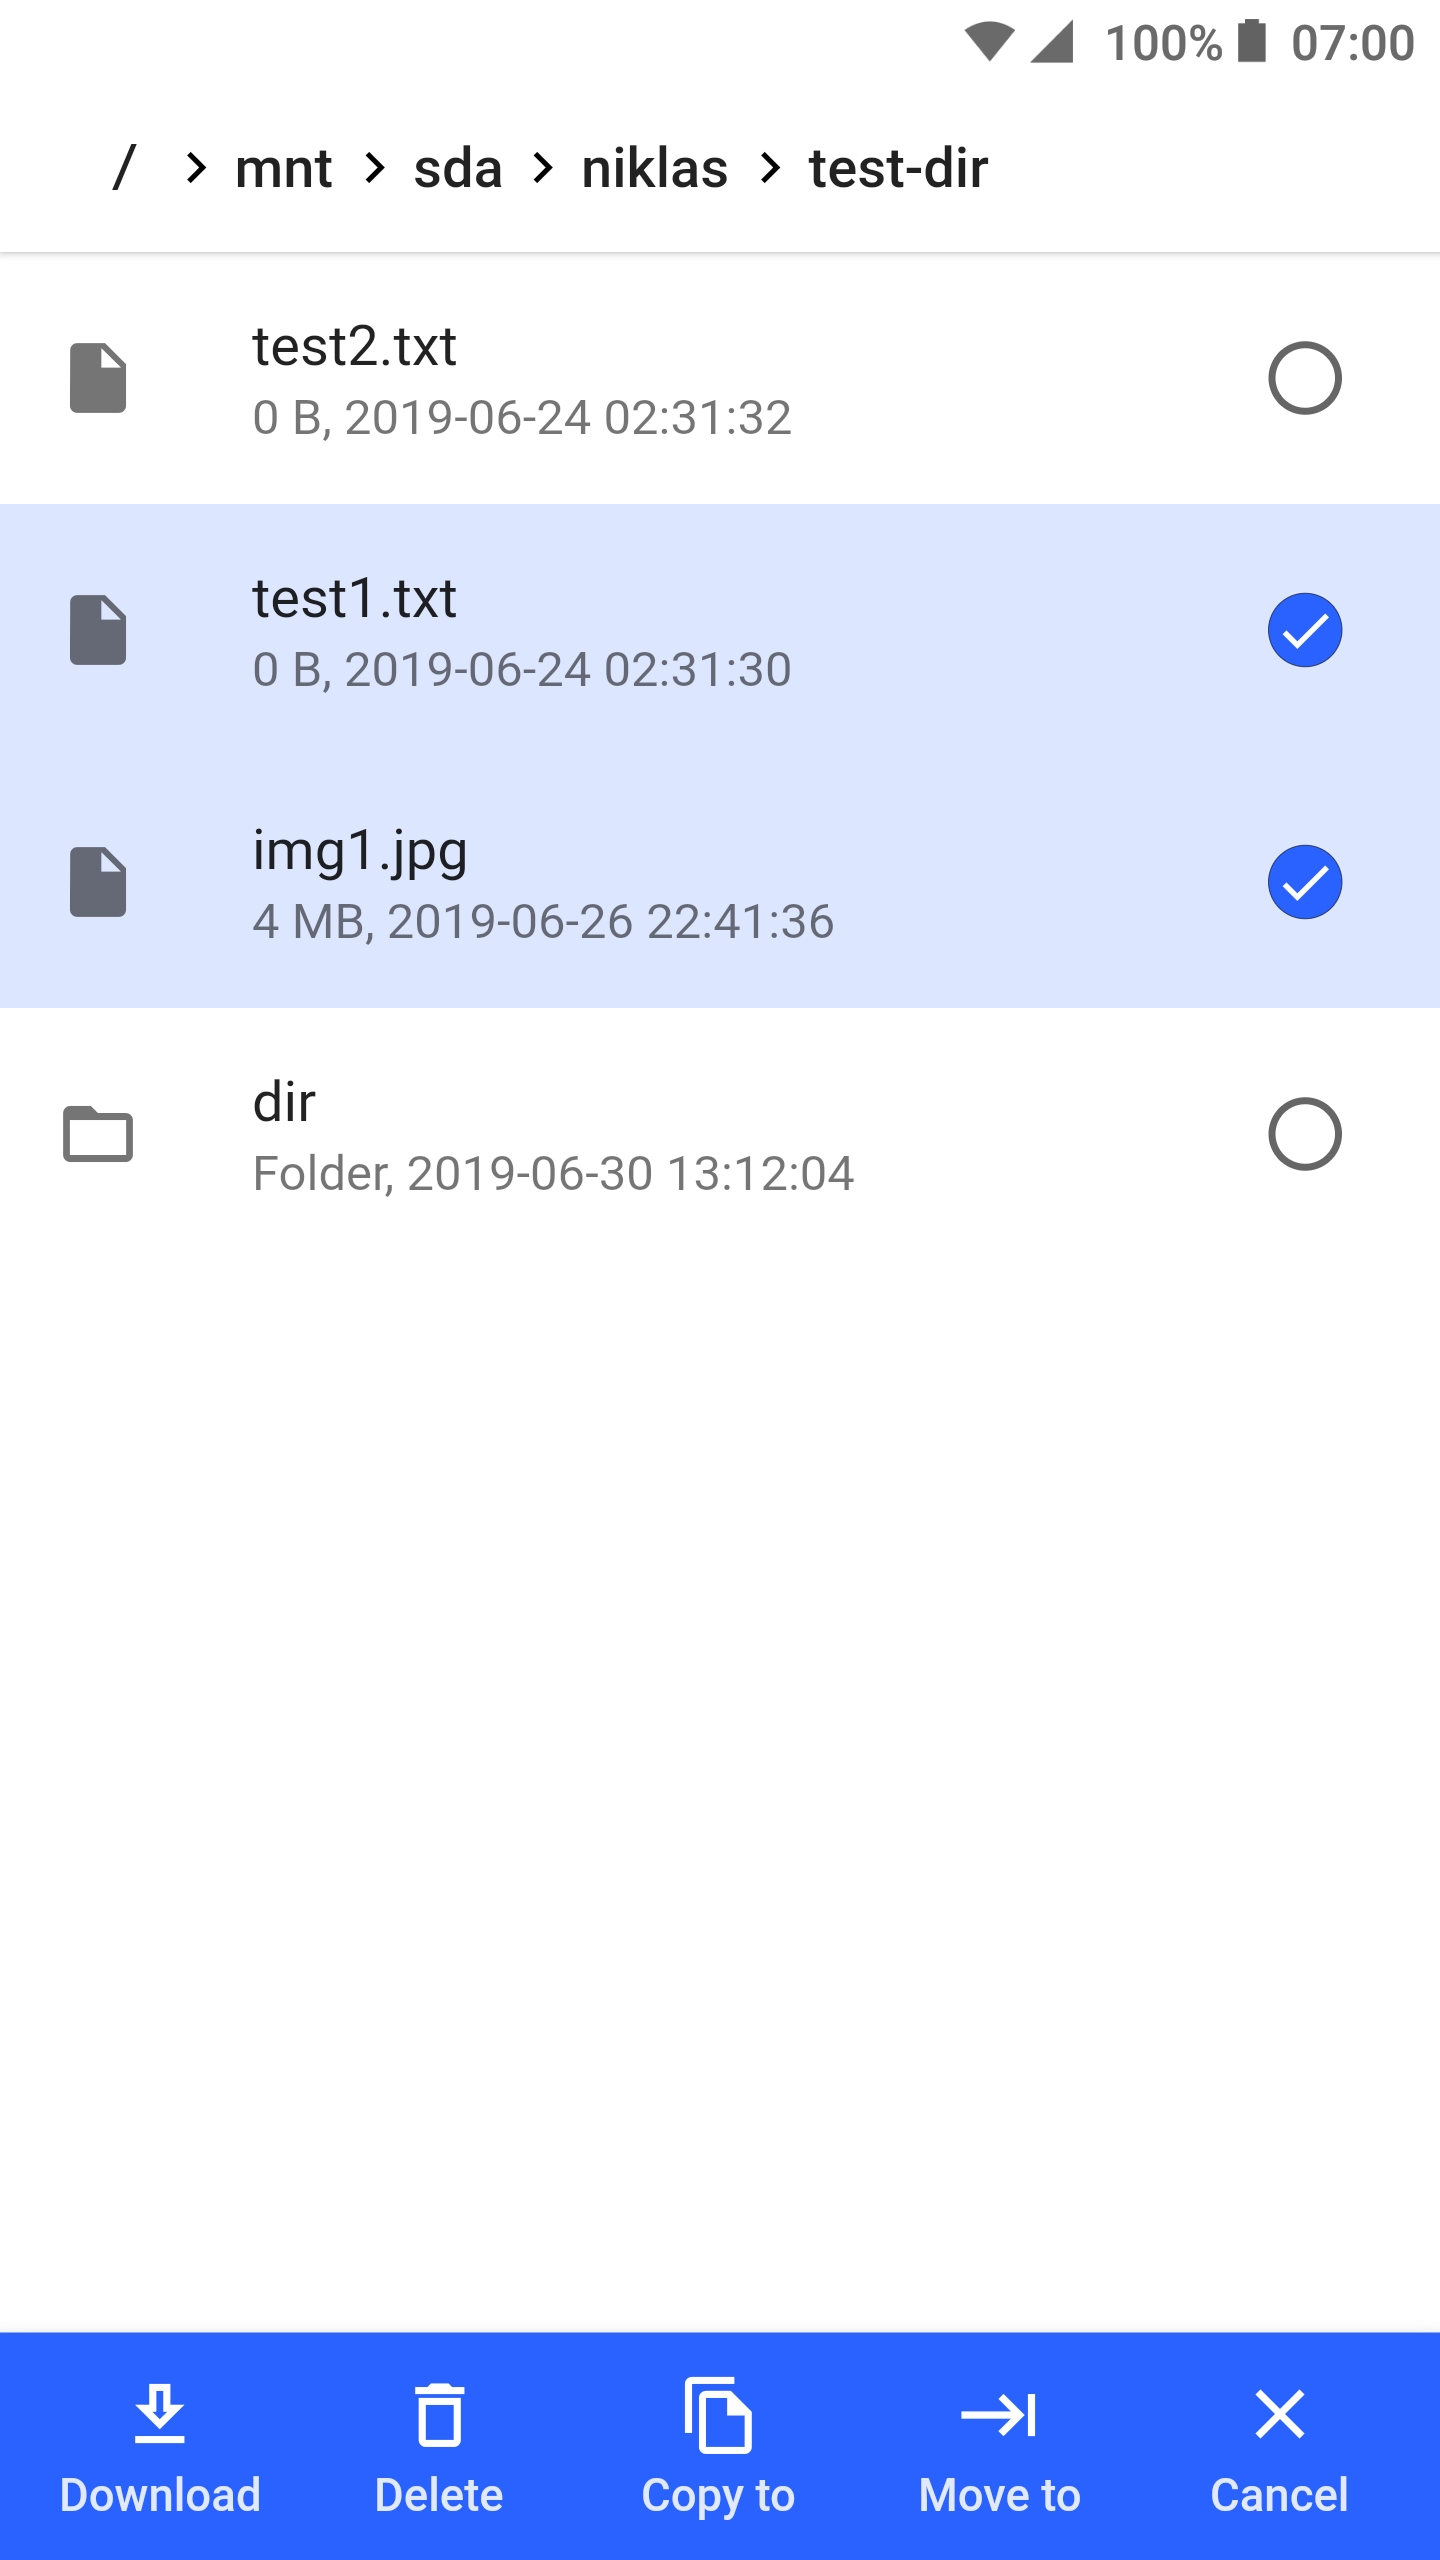 100% 07:00
/ mnt sda niklas test-dir
test2.txt
0 B, 2019-06-24 02:31:32
test1.txt
0 B, 2019-06-24 02:31:30
img1.jpg
4 MB, 2019-06-26 22:41:36
dir
Folder, 2019-06-30 13:12:04
Download Delete Copy to Move to Cancel